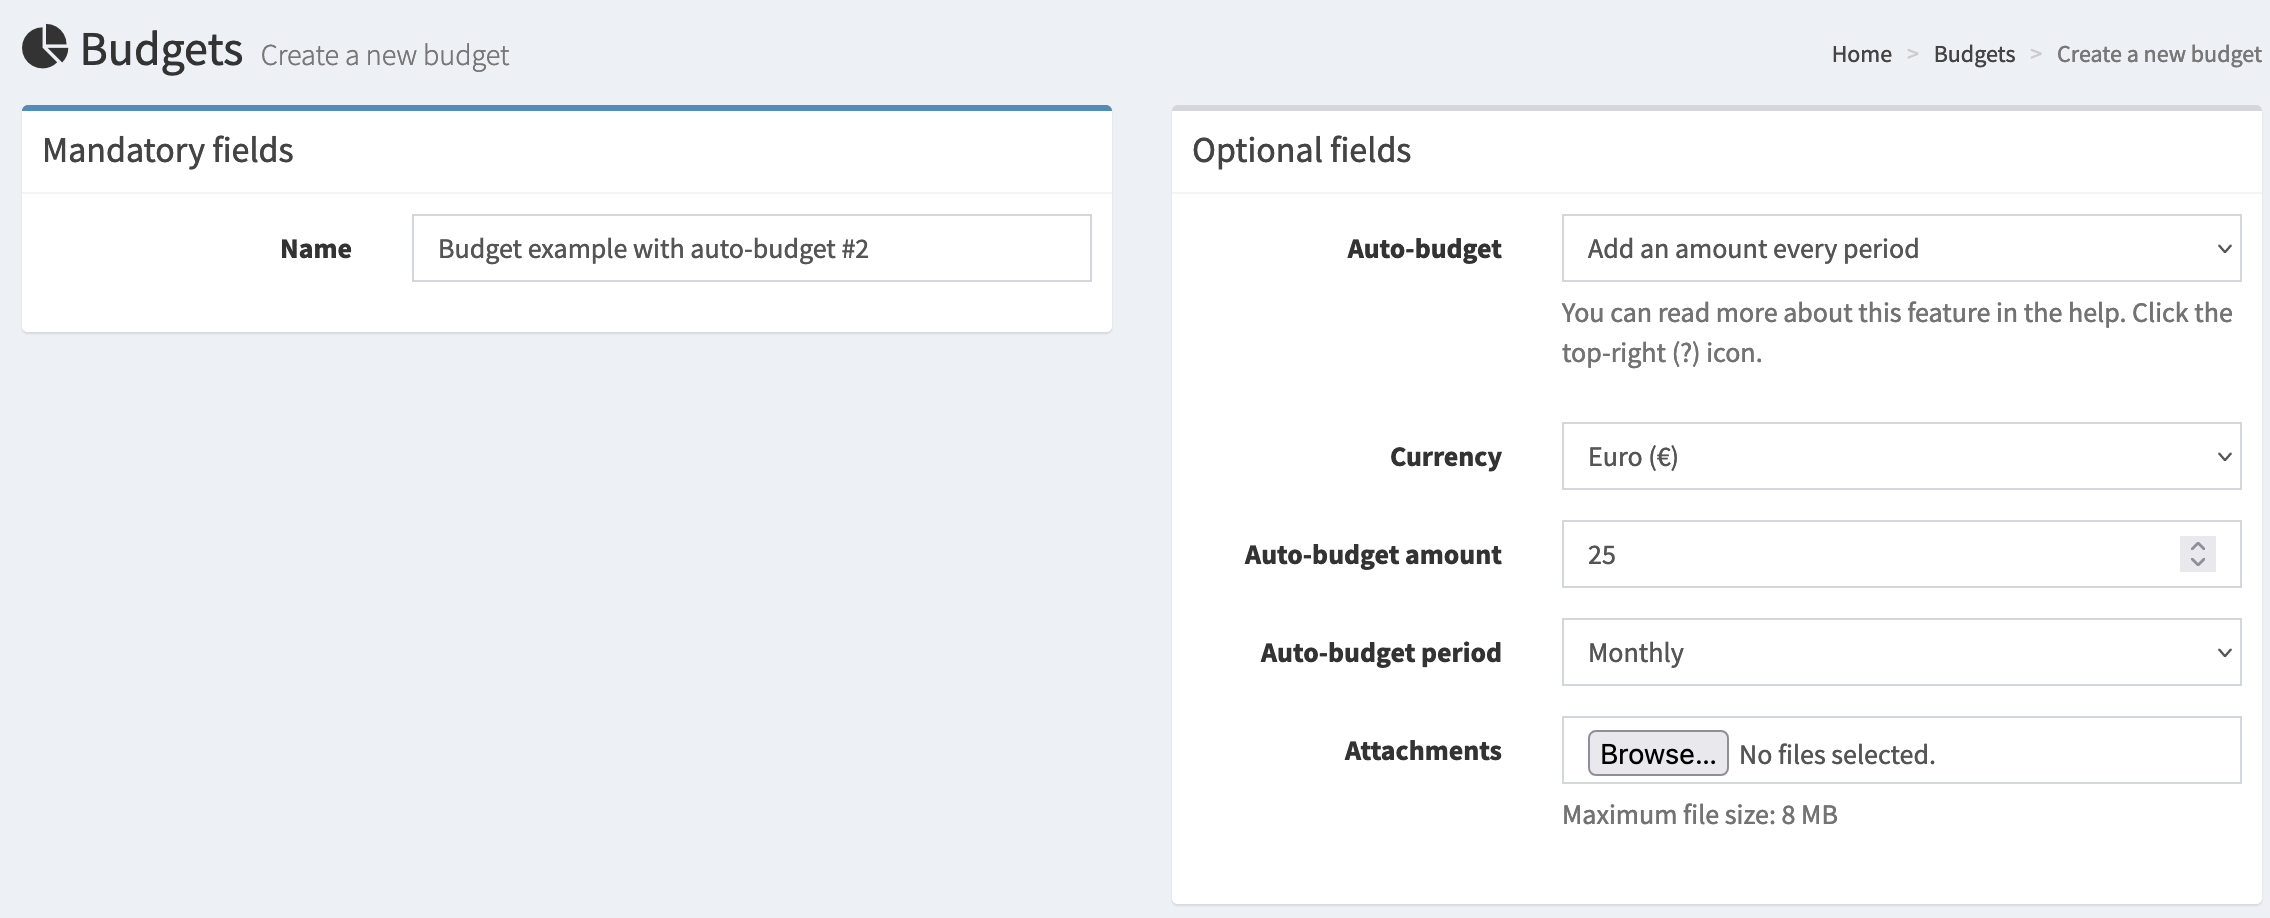 Budgets Create a new budget
Home > Budgets > Create a new budget
Mandatory fields
Name
Budget example with auto-budget #2
Optional fields
Auto-budget
Add an amount every period
You can read more about this feature in the help. Click the
top-right (?) icon.
Currency
Euro (€)
Auto-budget amount
25
Auto-budget period
Monthly
Attachments
Browse... No files selected.
Maximum file size: 8 MB